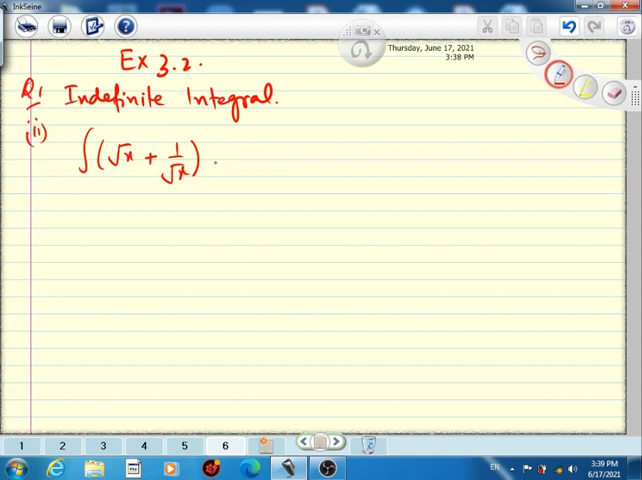 InkSeine
Thursday, June 17, 2021
3:38 PM
Ex 3.2.
Q1 Indefinite Integral.
(ii)
∫(√x + 1/√x)
1 2 3 4 5 6
EN 3:39 PM
6/17/2021